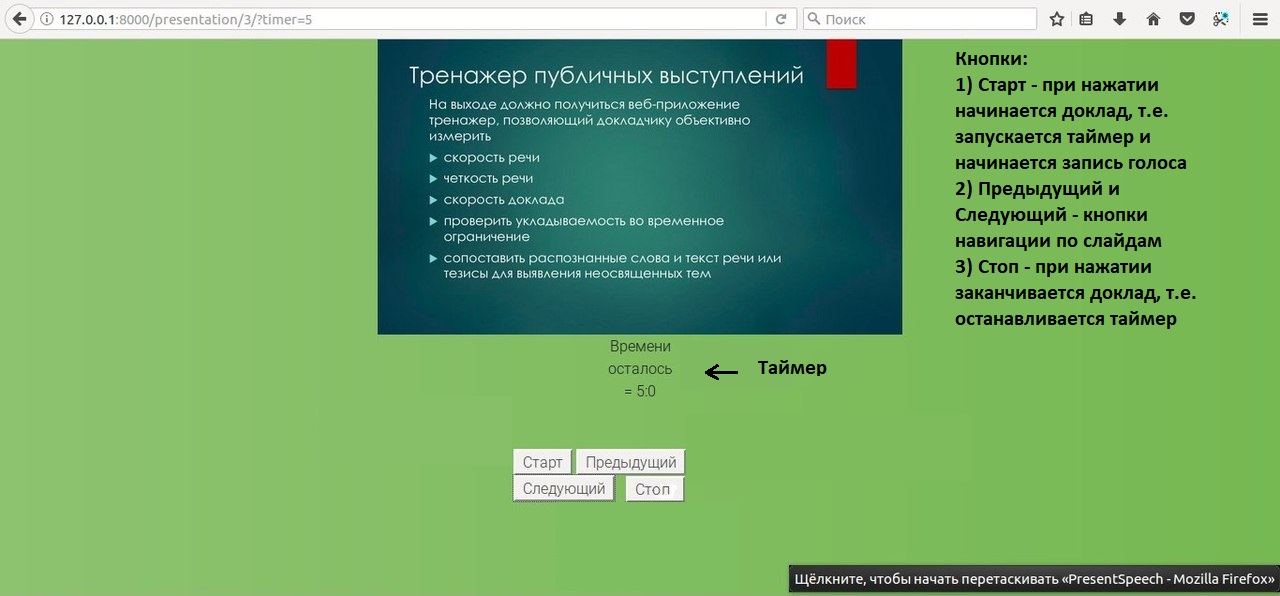 127.0.0.1:8000/presentation/3/?timer=5
Поиск
Тренажер публичных выступлений
На выходе должно получиться веб-приложение
тренажер, позволяющий докладчику объективно
измерить
скорость речи
четкость речи
скорость доклада
проверить укладываемость во временное
ограничение
сопоставить распознанные слова и текст речи или
тезисы для выявления неосвященных тем
Кнопки:
1) Старт - при нажатии
начинается доклад, т.е.
запускается таймер и
начинается запись голоса
2) Предыдущий и
Следующий - кнопки
навигации по слайдам
3) Стоп - при нажатии
заканчивается доклад, т.е.
останавливается таймер
Времени
осталось
= 5:0
Таймер
Старт
Предыдущий
Следующий
Стоп
Щёлкните, чтобы начать перетаскивать «PresentSpeech - Mozilla Firefox»